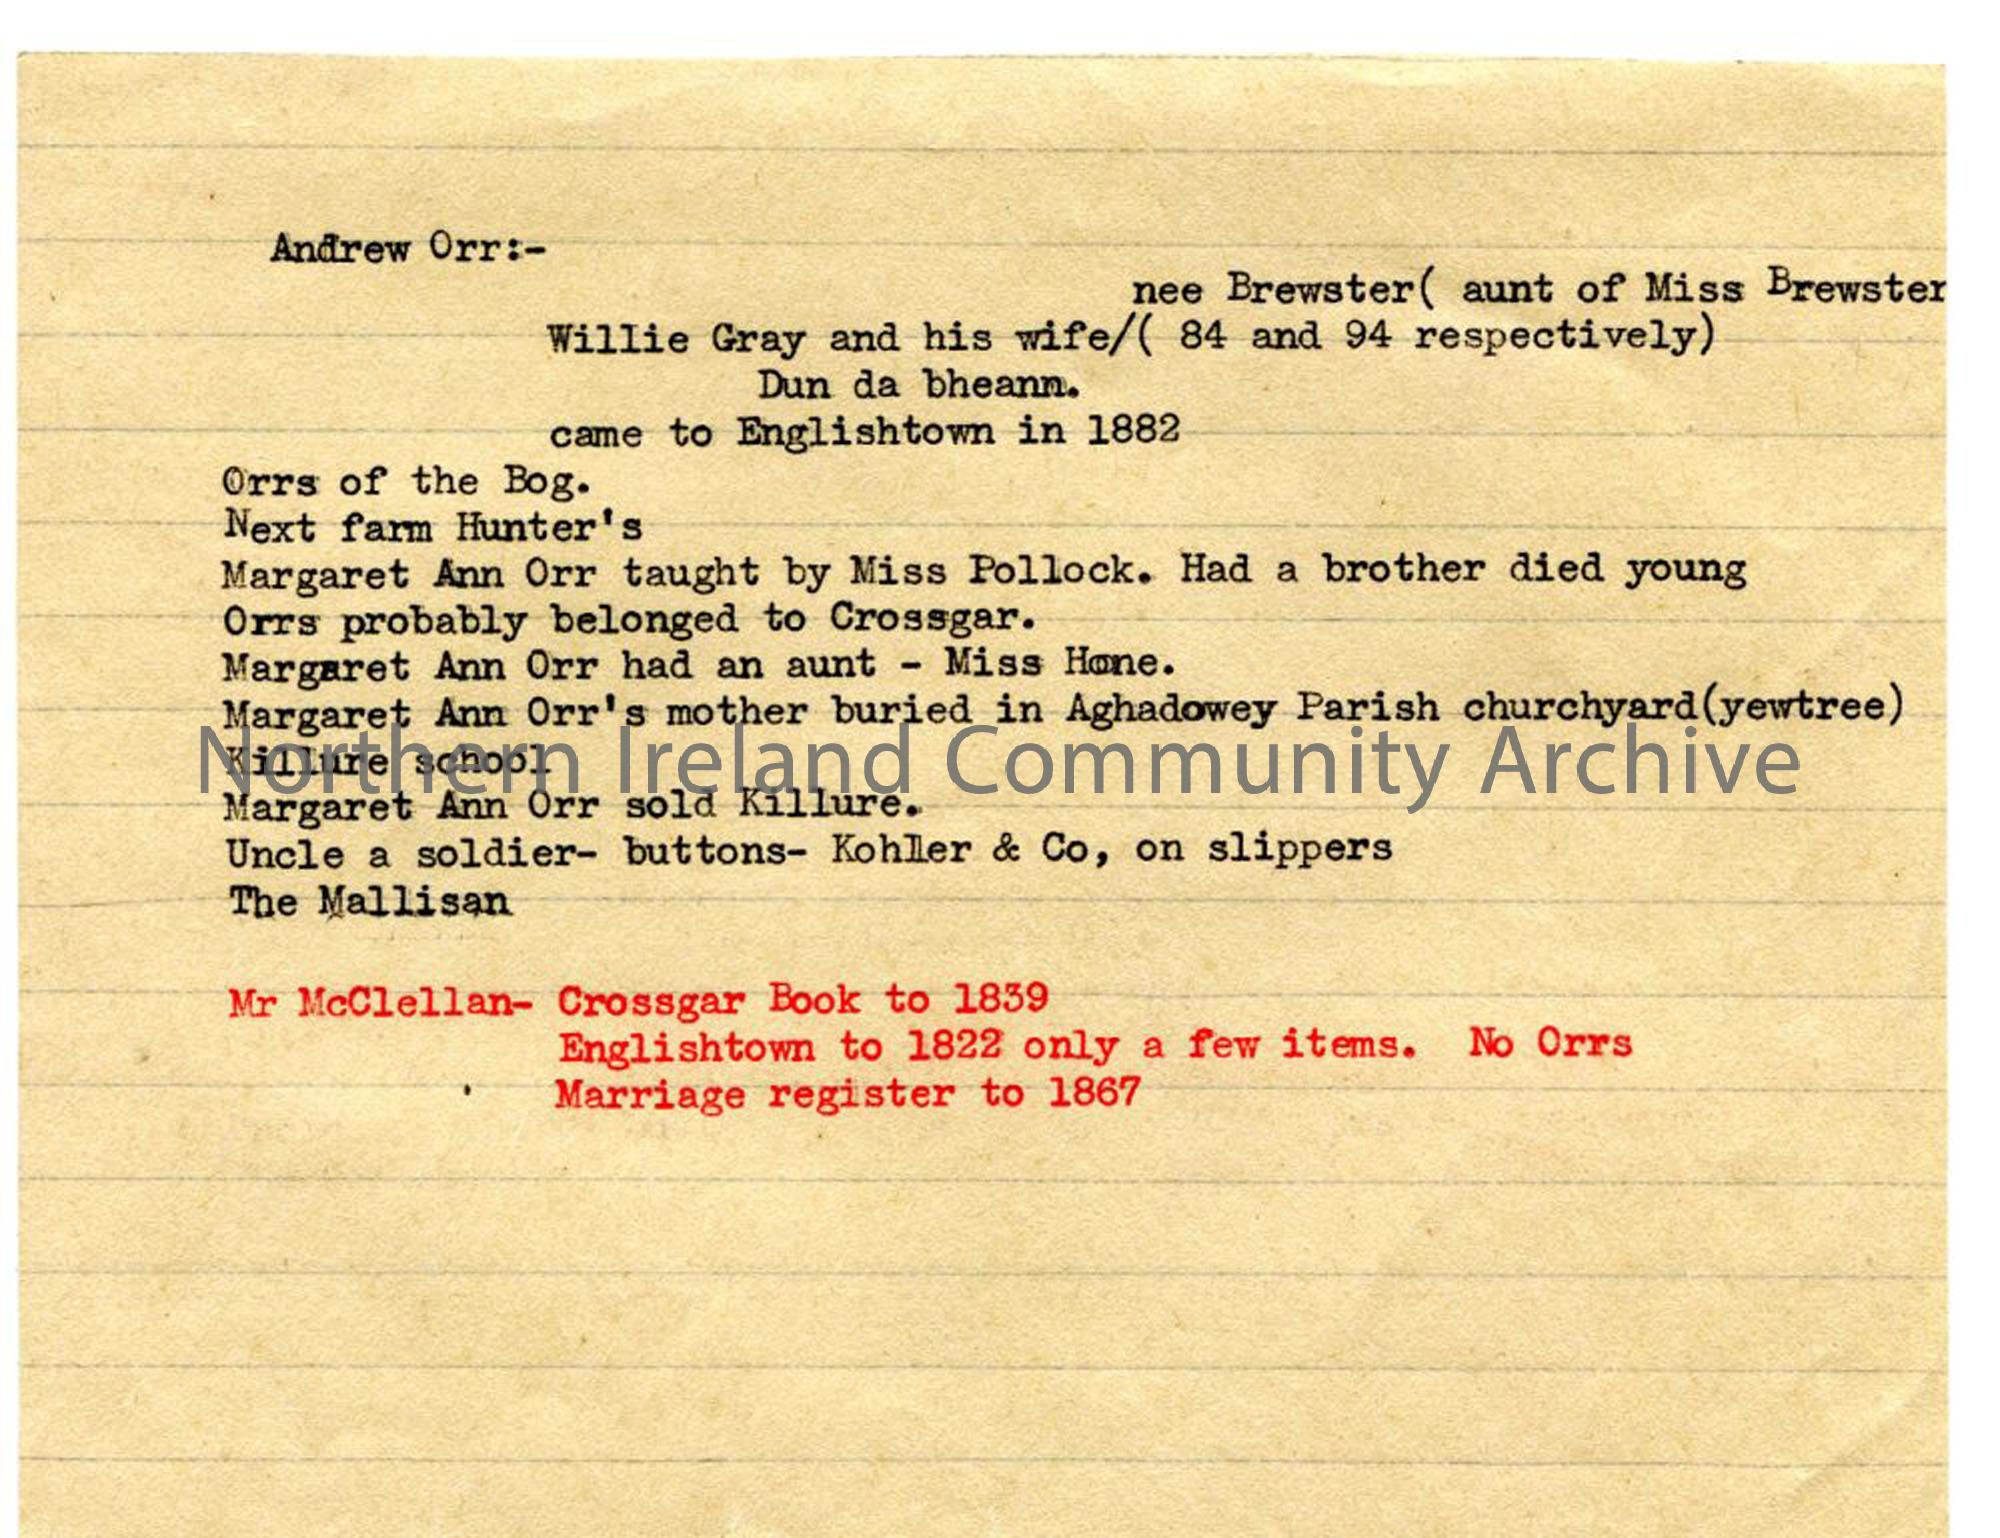 Andrew Orr:-
nee Brewster( aunt of Miss Brewster
Willie Gray and his wife/( 84 and 94 respectively)
Dun da bheann.
came to Englishtown in 1882
Orrs of the Bog.
Next farm Hunter's
Margaret Ann Orr taught by Miss Pollock. Had a brother died young
Orrs probably belonged to Crossgar.
Margaret Ann Orr had an aunt - Miss
Margaret Ann Orr's mother buried in Aghadowey Parish churchyard(yewtree)
Killure school
Northern Ireland Community Archive
Margaret Ann Orr sold Killure.
Uncle a soldier- buttons- Kohller & Co, on slippers
The Mallisan
Mr McClellan- Crossgar Book to 1839
Englishtown to 1822 only a few items. No Orrs
Marriage register to 1867